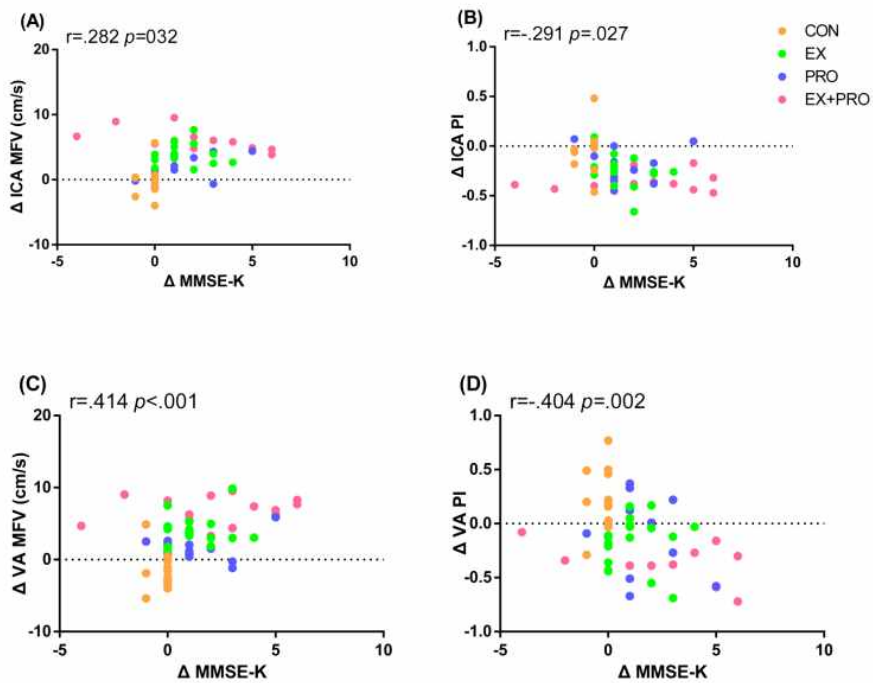 (A)
r=.282 p=032
20
10
0
-10
-5
0
5
10
Δ ICA MFV (cm/s)
Δ MMSE-K
(B)
r=-.291 p=.027
1.0
0.5
0.0
-0.5
-1.0
-5
0
5
10
Δ ICA PI
Δ MMSE-K
CON
EX
PRO
EX+PRO
(C)
r=.414 p<.001
20
10
0
-10
-5
0
5
10
Δ VA MFV (cm/s)
Δ MMSE-K
(D)
r=-.404 p=.002
1.0
0.5
0.0
-0.5
-1.0
-5
0
5
10
Δ VA PI
Δ MMSE-K